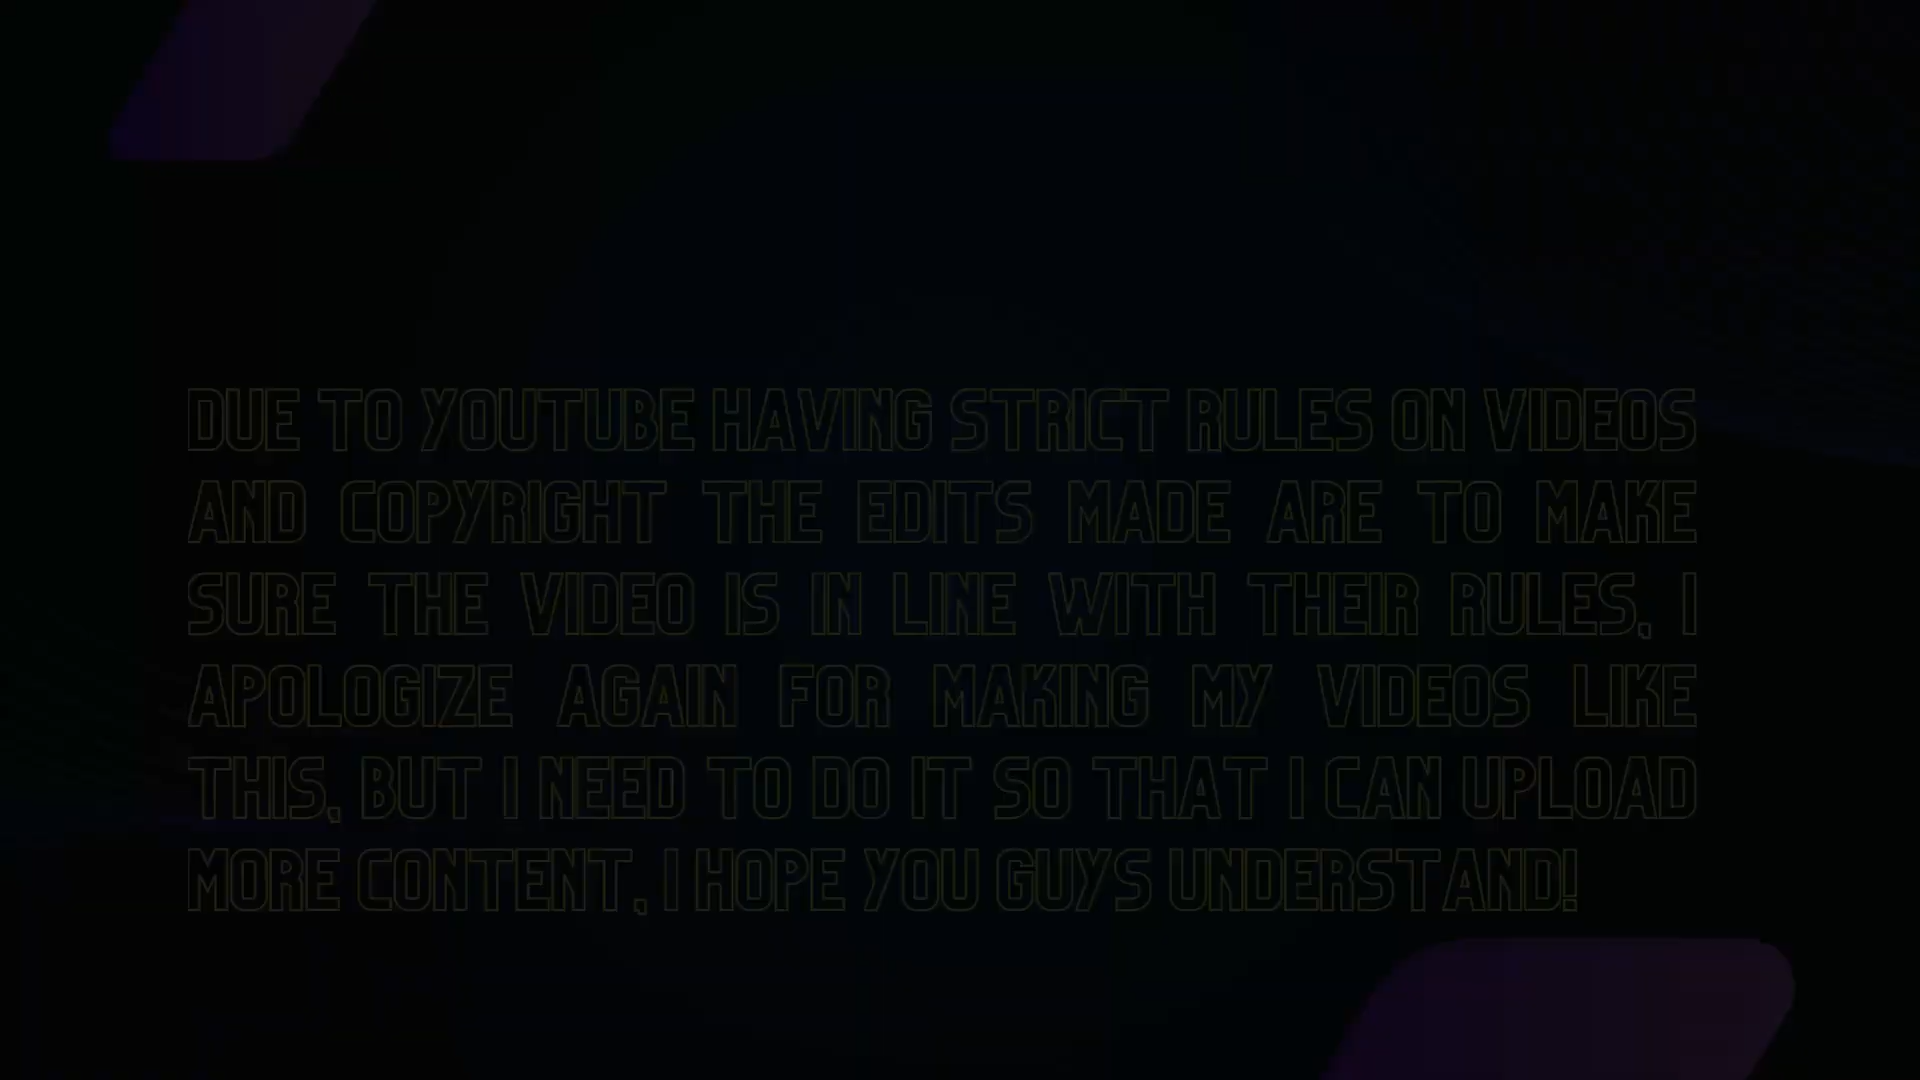 DUE TO YOUTUBE HAVING STRICT RULES ON VIDEOS
AND COPYRIGHT THE EDITS MADE ARE TO MAKE
SURE THE VIDEO IS IN LINE WITH THEIR RULES, I
APOLOGIZE AGAIN FOR MAKING MY VIDEOS LIKE
THIS, BUT I NEED TO DO IT SO THAT I CAN UPLOAD
MORE CONTENT, I HOPE YOU GUYS UNDERSTAND!